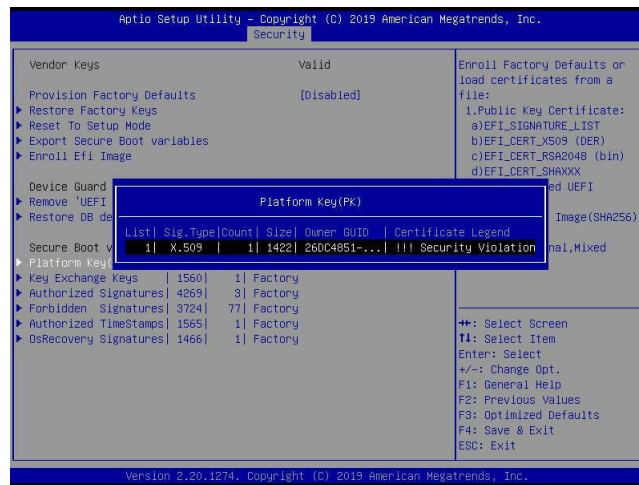 Aptio Setup Utility – Copyright (C) 2019 American Megatrends, Inc.
Security
Vendor Keys Valid
Provision Factory Defaults [Disabled]
Restore Factory Keys
Reset To Setup Mode
Export Secure Boot variables
Enroll Efi Image
Device Guard
Remove 'UEFI
Restore DB de
Secure Boot v
Platform Key(
Key Exchange Keys | 1560| 1| Factory
Authorized Signatures| 4269| 3| Factory
Forbidden Signatures| 3724| 77| Factory
Authorized TimeStamps| 1565| 1| Factory
OsRecovery Signatures| 1466| 1| Factory
Platform Key(PK)
List| Sig.Type|Count| Size| Owner GUID | Certificate Legend
1| X.509 | 1| 1422| 26DC4851-...| !!! Security Violation
Enroll Factory Defaults or
load certificates from a
file:
1.Public Key Certificate:
a)EFI_SIGNATURE_LIST
b)EFI_CERT_X509 (DER)
c)EFI_CERT_RSA2048 (bin)
d)EFI_CERT_SHAXXX
ed UEFI
Image(SHA256)
nal,Mixed
→←: Select Screen
↑↓: Select Item
Enter: Select
+/-: Change Opt.
F1: General Help
F2: Previous Values
F3: Optimized Defaults
F4: Save & Exit
ESC: Exit
Version 2.20.1274. Copyright (C) 2019 American Megatrends, Inc.